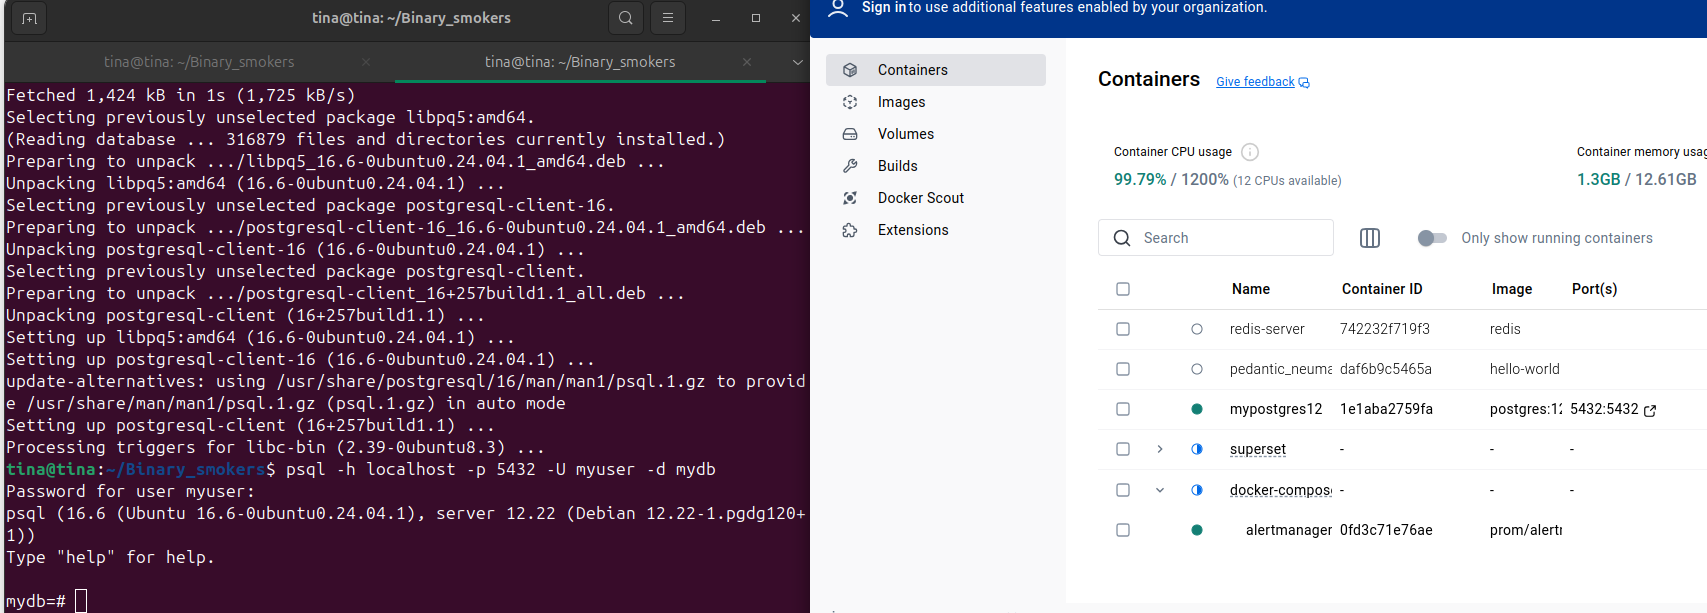 tina@tina: ~/Binary_smokers
tina@tina: ~/Binary_smokers
tina@tina: ~/Binary_smokers
Fetched 1,424 kB in 1s (1,725 kB/s)
Selecting previously unselected package libpq5:amd64.
(Reading database ... 316879 files and directories currently installed.)
Preparing to unpack .../libpq5_16.6-0ubuntu0.24.04.1_amd64.deb ...
Unpacking libpq5:amd64 (16.6-0ubuntu0.24.04.1) ...
Selecting previously unselected package postgresql-client-16.
Preparing to unpack .../postgresql-client-16_16.6-0ubuntu0.24.04.1_amd64.deb ...
Unpacking postgresql-client-16 (16.6-0ubuntu0.24.04.1) ...
Selecting previously unselected package postgresql-client.
Preparing to unpack .../postgresql-client_16+257build1.1_all.deb ...
Unpacking postgresql-client (16+257build1.1) ...
Setting up libpq5:amd64 (16.6-0ubuntu0.24.04.1) ...
Setting up postgresql-client-16 (16.6-0ubuntu0.24.04.1) ...
update-alternatives: using /usr/share/postgresql/16/man/man1/psql.1.gz to provid
e /usr/share/man/man1/psql.1.gz (psql.1.gz) in auto mode
Setting up postgresql-client (16+257build1.1) ...
Processing triggers for libc-bin (2.39-0ubuntu8.3) ...
tina@tina:~/Binary_smokers$ psql -h localhost -p 5432 -U myuser -d mydb
Password for user myuser:
psql (16.6 (Ubuntu 16.6-0ubuntu0.24.04.1), server 12.22 (Debian 12.22-1.pgdg120+
1))
Type "help" for help.
mydb=#
Sign in to use additional features enabled by your organization.
Containers
Images
Volumes
Builds
Docker Scout
Extensions
Containers Give feedback
Container CPU usage
99.79% / 1200% (12 CPUs available)
Container memory usag
1.3GB / 12.61GB
Search
Only show running containers
Name Container ID Image Port(s)
redis-server 742232f719f3 redis
pedantic_neuma daf6b9c5465a hello-world
mypostgres12 1e1aba2759fa postgres:12 5432:5432
superset - - -
docker-compos - - -
alertmanager 0fd3c71e76ae prom/alertr